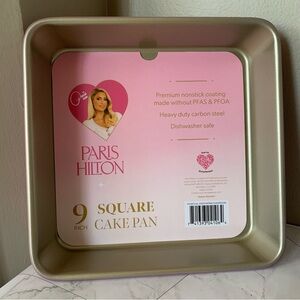 PARIS
HILTON
Premium nonstick coating
made without PFAS & PFOA
Heavy duty carbon steel
Dishwasher safe
9
INCH
SQUARE
CAKE PAN